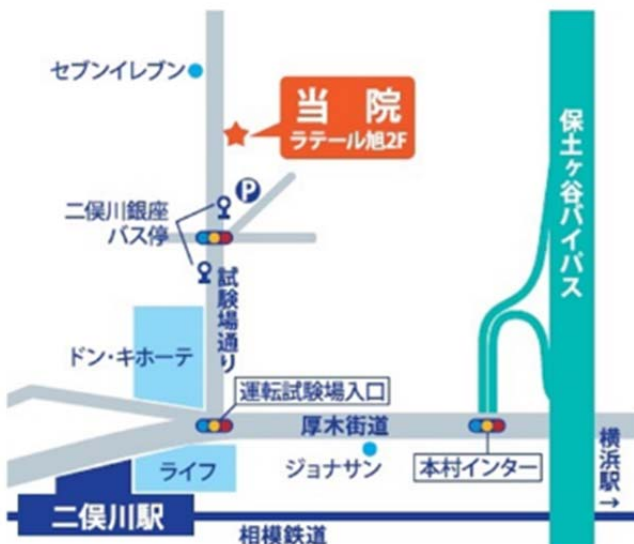 セブンイレブン
当 院
ラテール旭2F
保土ヶ谷バイパス
P
二俣川銀座
バス停
試験場通り
ドン・キホーテ
運転試験場入口
厚木街道
ライフ
ジョナサン
本村インター
横浜駅→
二俣川駅
相模鉄道